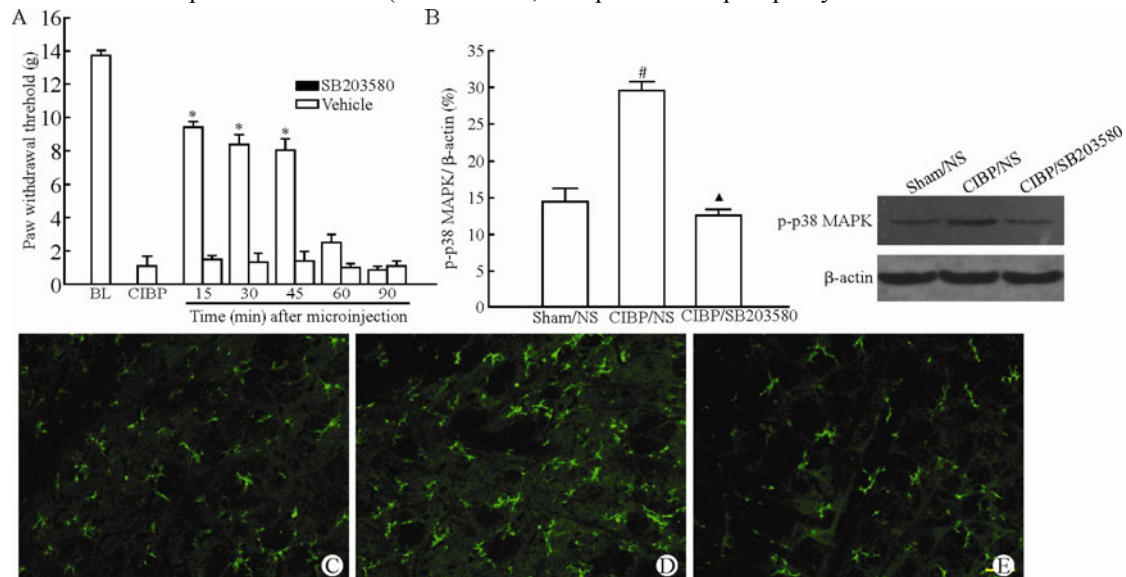 A
B
Paw withdrawal threhold (g)
16
14
12
10
8
6
4
2
0
SB203580
Vehicle
*
*
*
BL
CIBP
15
30
45
60
90
Time (min) after microinjection
p-p38 MAPK/ β-actin (%)
35
30
25
20
15
10
5
0
#
▲
Sham/NS
CIBP/NS
CIBP/SB203580
Sham/NS
CIBP/NS
CIBP/SB203580
p-p38 MAPK
β-actin
C
D
E